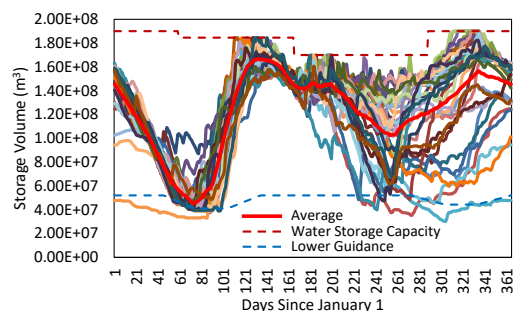 2.00E+08
1.80E+08
1.60E+08
1.40E+08
1.20E+08
1.00E+08
8.00E+07
6.00E+07
4.00E+07
2.00E+07
0.00E+00
Storage Volume (m³)
Average
Water Storage Capacity
Lower Guidance
1 21 41 61 81 101 121 141 161 181 201 221 241 261 281 301 321 341 361
Days Since January 1